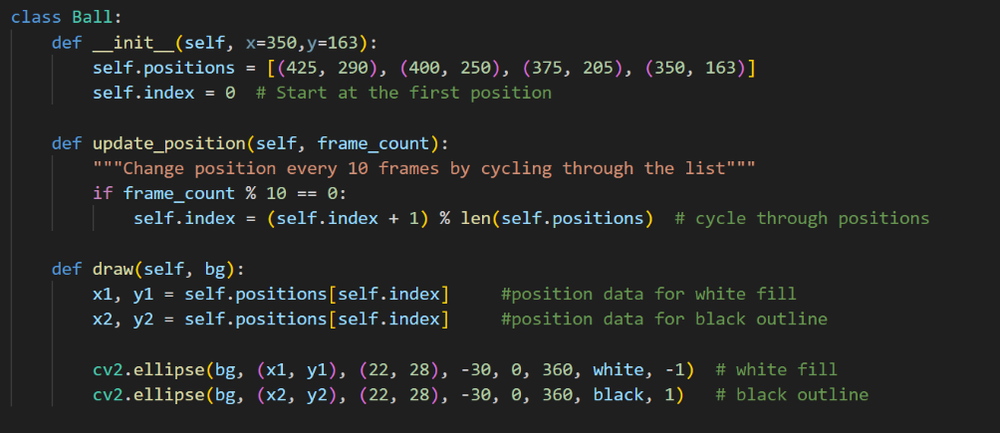 class Ball:
    def __init__(self, x=350,y=163):
        self.positions = [(425, 290), (400, 250), (375, 205), (350, 163)]
        self.index = 0  # Start at the first position
    def update_position(self, frame_count):
        """Change position every 10 frames by cycling through the list"""
        if frame_count % 10 == 0:
            self.index = (self.index + 1) % len(self.positions)  # cycle through positions
    def draw(self, bg):
        x1, y1 = self.positions[self.index]     #position data for white fill
        x2, y2 = self.positions[self.index]     #position data for black outline
        cv2.ellipse(bg, (x1, y1), (22, 28), -30, 0, 360, white, -1)  # white fill
        cv2.ellipse(bg, (x2, y2), (22, 28), -30, 0, 360, black, 1)   # black outline